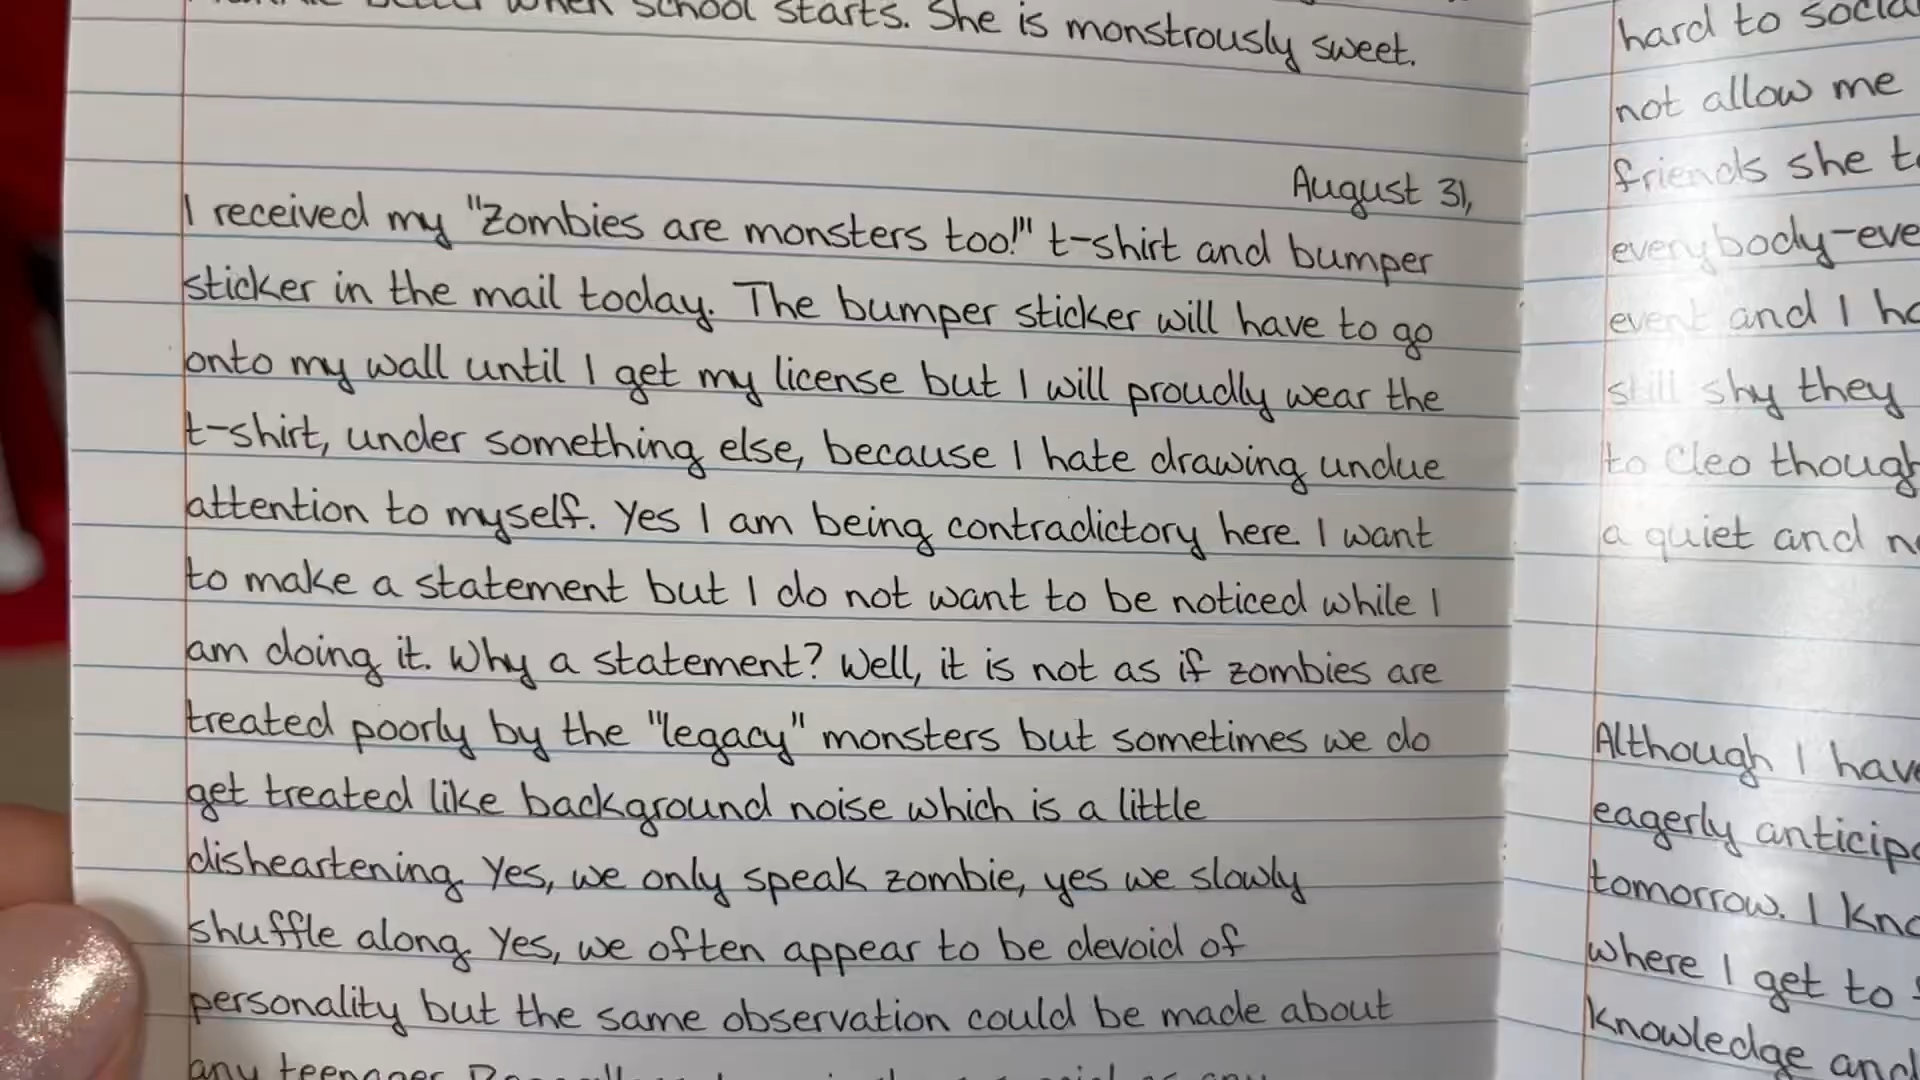 better when school starts. She is monstrously sweet.
August 31,
I received my "Zombies are monsters too!" t-shirt and bumper
sticker in the mail today. The bumper sticker will have to go
onto my wall until I get my license but I will proudly wear the
t-shirt, under something else, because I hate drawing undue
attention to myself. Yes I am being contradictory here. I want
to make a statement but I do not want to be noticed while I
am doing it. Why a statement? Well, it is not as if zombies are
treated poorly by the "legacy" monsters but sometimes we do
get treated like background noise which is a little
disheartening. Yes, we only speak zombie, yes we slowly
shuffle along. Yes, we often appear to be devoid of
personality but the same observation could be made about
any teenager
hard to
not allow me
friends she
everybody-
event and I
still shy they
to Cleo
a quiet and
Although I
eagerly
tomorrow. I
where I get to
knowledge and